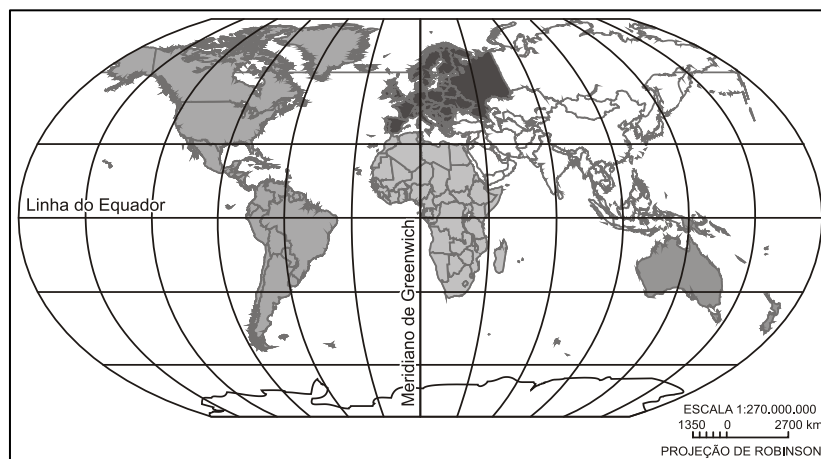 Linha do Equador
Meridiano de Greenwich
ESCALA 1:270.000.000
1350 0 2700 km
PROJEÇÃO DE ROBINSON